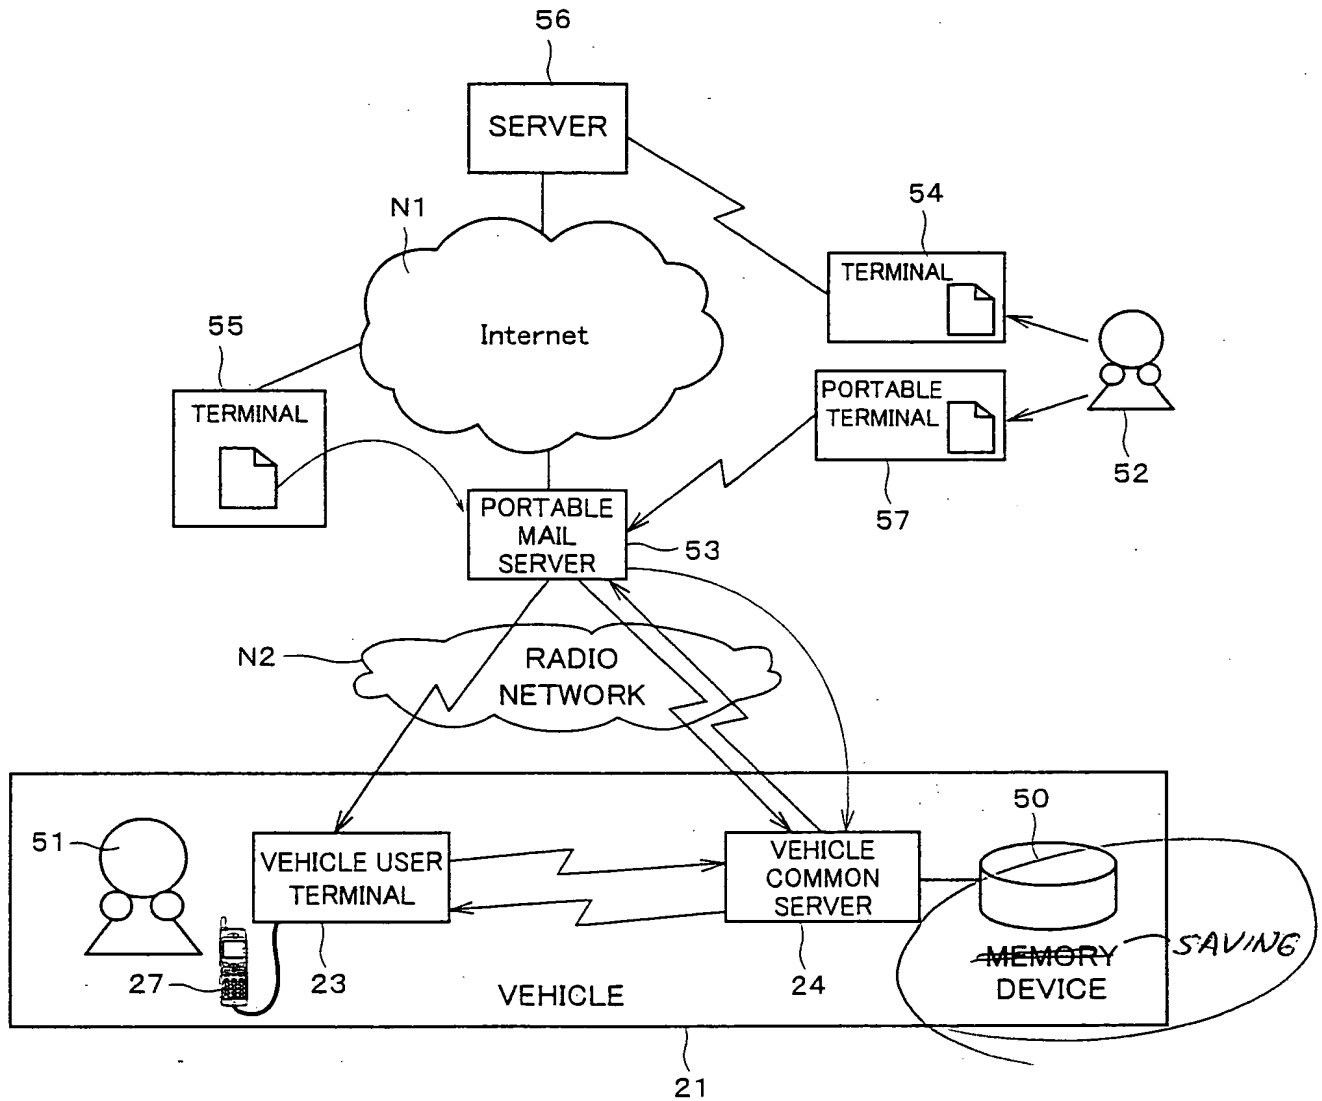 56
SERVER
54
N1
TERMINAL
Internet
55
TERMINAL
PORTABLE
TERMINAL
52
57
PORTABLE
MAIL
SERVER
53
N2
RADIO
NETWORK
50
51
VEHICLE USER
TERMINAL
VEHICLE
COMMON
SERVER
MEMORY
SAVING
DEVICE
27
23
24
VEHICLE
21